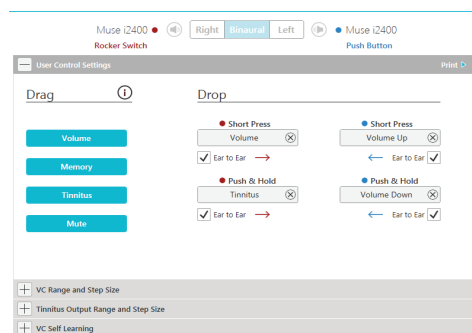 Muse i2400 Right Binaural Left Muse i2400
Rocker Switch Push Button
User Control Settings Print
Drag i Drop
Short Press Short Press
Volume Volume Volume Up
Memory Ear to Ear Ear to Ear
Push & Hold Push & Hold
Tinnitus Tinnitus Volume Down
Mute Ear to Ear Ear to Ear
VC Range and Step Size
Tinnitus Output Range and Step Size
VC Self Learning